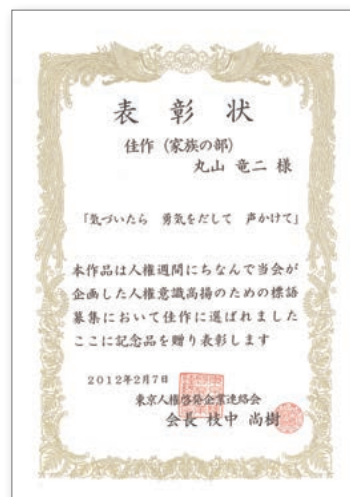 表彰状
佳作（家族の部）
丸山 竜二 様
「気づいたら 勇気をだして 声かけて」
本作品は人権週間にちなんで当会が
企画した人権意識高揚のための標語
募集において佳作に選ばれました
ここに記念品を贈り表彰します
2012年2月7日
東京人権啓発企業連絡会
会長 枝中 尚樹